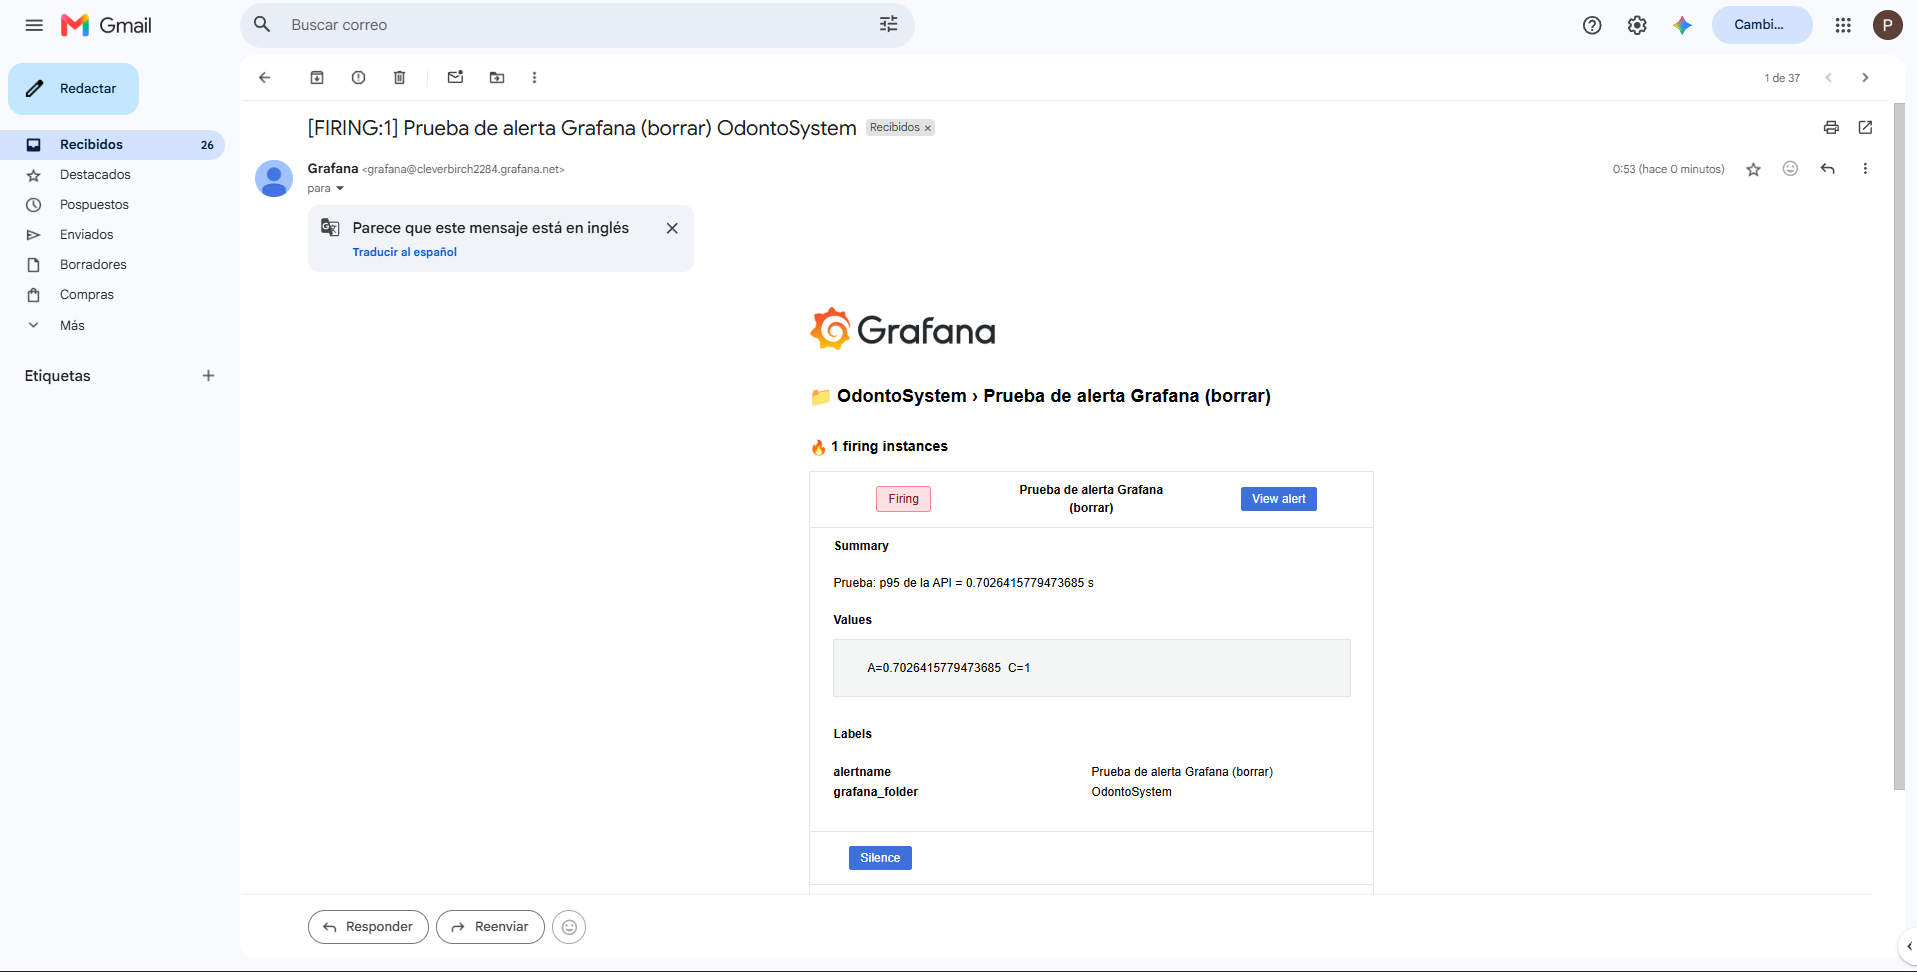 Gmail
Buscar correo
Cambi...
P
Redactar
1 de 37
Recibidos 26
Destacados
Pospuestos
Enviados
Borradores
Compras
Más
Etiquetas
[FIRING:1] Prueba de alerta Grafana (borrar) OdontoSystem Recibidos x
Grafana <grafana@cleverbirch2284.grafana.net>
0:53 (hace 0 minutos)
para
Parece que este mensaje está en inglés
Traducir al español
Grafana
OdontoSystem › Prueba de alerta Grafana (borrar)
1 firing instances
Firing
Prueba de alerta Grafana
(borrar)
View alert
Summary
Prueba: p95 de la API = 0.7026415779473685 s
Values
A=0.7026415779473685 C=1
Labels
alertname Prueba de alerta Grafana (borrar)
grafana_folder OdontoSystem
Silence
Responder
Reenviar